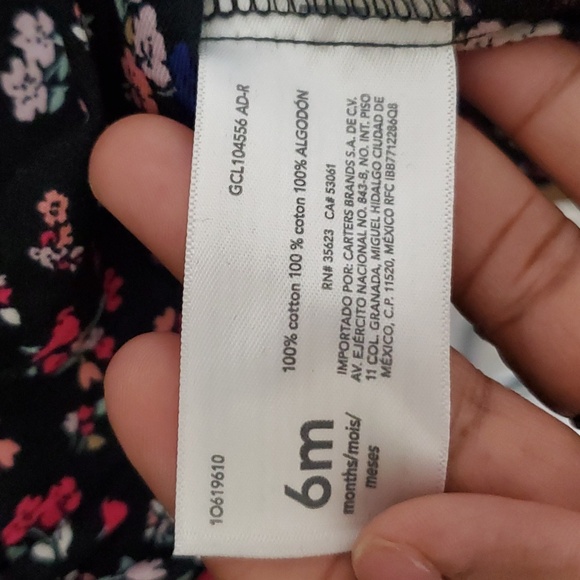 1O619610
GCL104556 AD-R
6m
months/mois/
meses
100% cotton 100 % coton 100% ALGODÓN
RN# 35623 CA# 53061
IMPORTADO POR: CARTERS BRANDS S.A. DE C.V.
AV. EJÉRCITO NACIONAL NO. 843-B, NO. INT. PISO
11 COL. GRANADA, MIGUEL HIDALGO CIUDAD DE
MÉXICO, C.P. 11520, MÉXICO RFC IBB7712286Q8